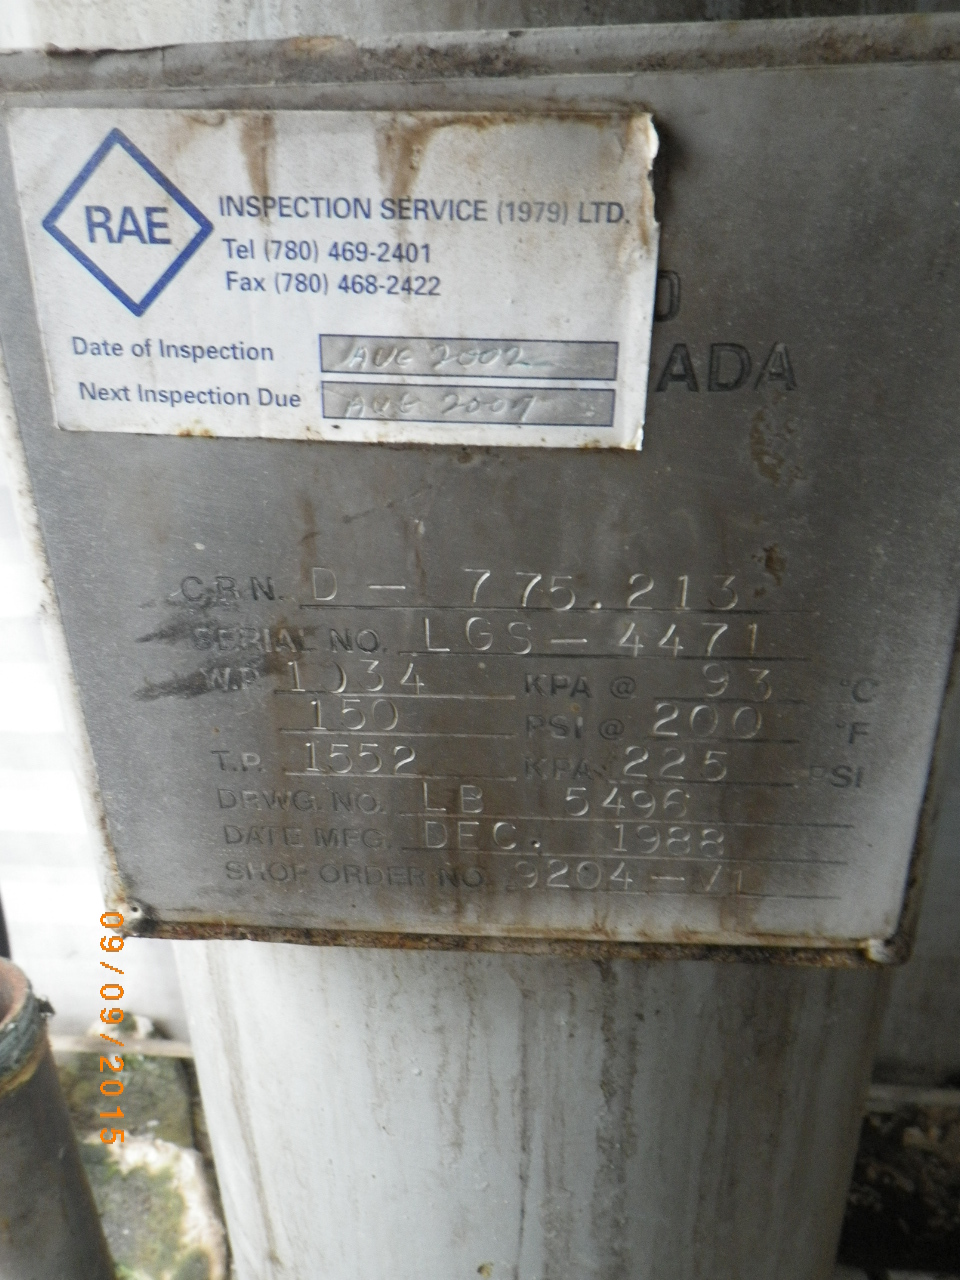 RAE
INSPECTION SERVICE (1979) LTD.
Tel (780) 469-2401
Fax (780) 468-2422
Date of Inspection AUG 2002
Next Inspection Due AUG 2007
D
ADA
C.R.N. D - 775.213
SERIAL NO. LGS - 4471
W.P. 1034 KPA @ 93 °C
150 PSI @ 200 °F
T.P. 1552 KPA 225 PSI
DRWG. NO. LB 5496
DATE MFG. DEC. 1988
SHOP ORDER NO. 9204 - V1
09/09/2015